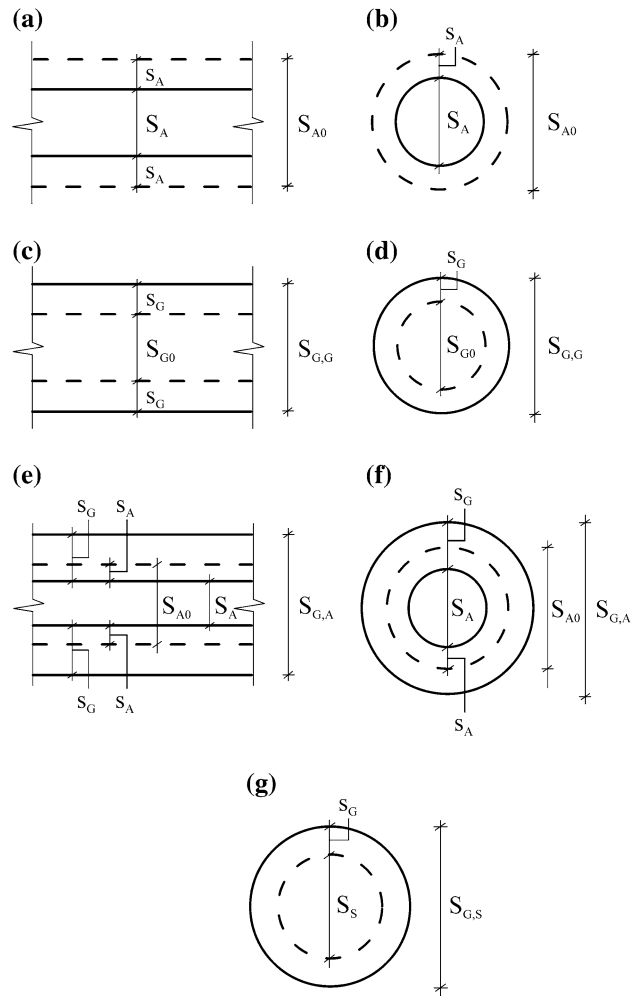 (a)
s_A
S_A
s_A
S_A0
(b)
s_A
S_A
S_A0
(c)
s_G
S_G0
s_G
S_G,G
(d)
s_G
S_G0
S_G,G
(e)
s_G s_A
S_A0 S_A S_G,A
s_G s_A
(f)
s_G
S_A S_A0 S_G,A
s_A
(g)
s_G
S_S
S_G,S